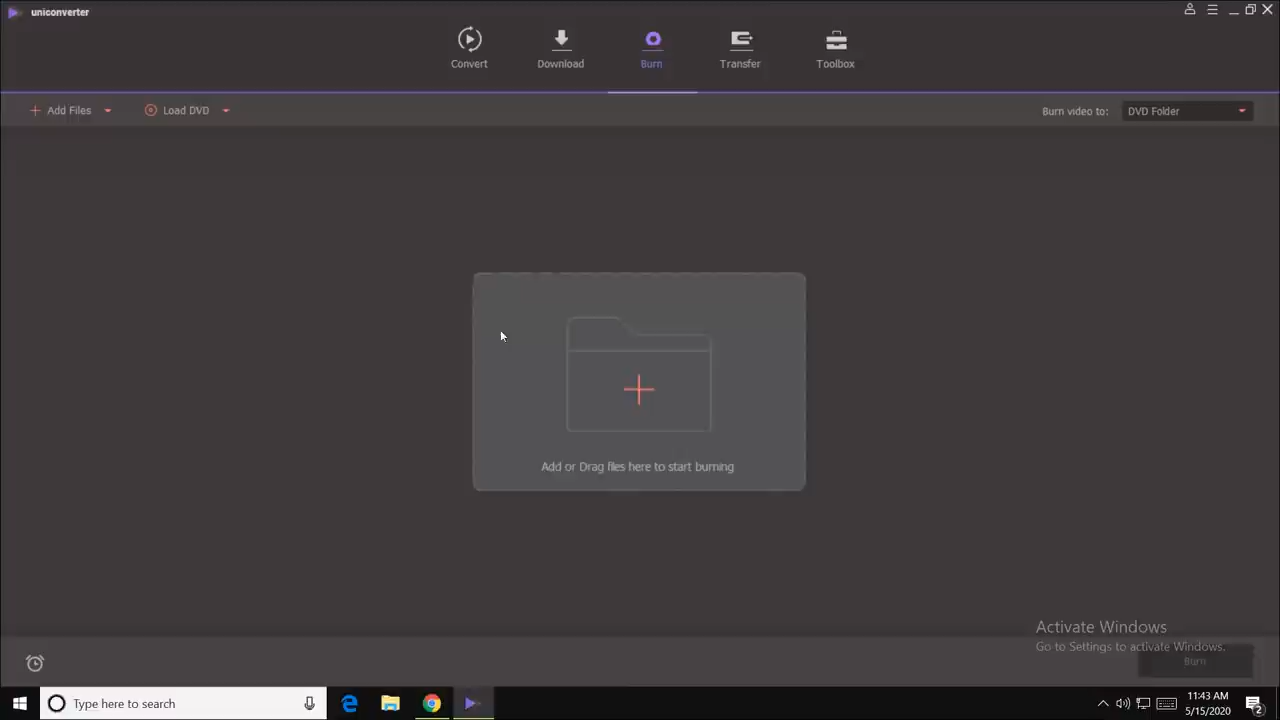 uniconverter
Convert
Download
Burn
Transfer
Toolbox
Add Files
Load DVD
Burn video to:
DVD Folder
Add or Drag files here to start burning
Activate Windows
Go to Settings to activate Windows.
Burn
Type here to search
11:43 AM
5/15/2020
2